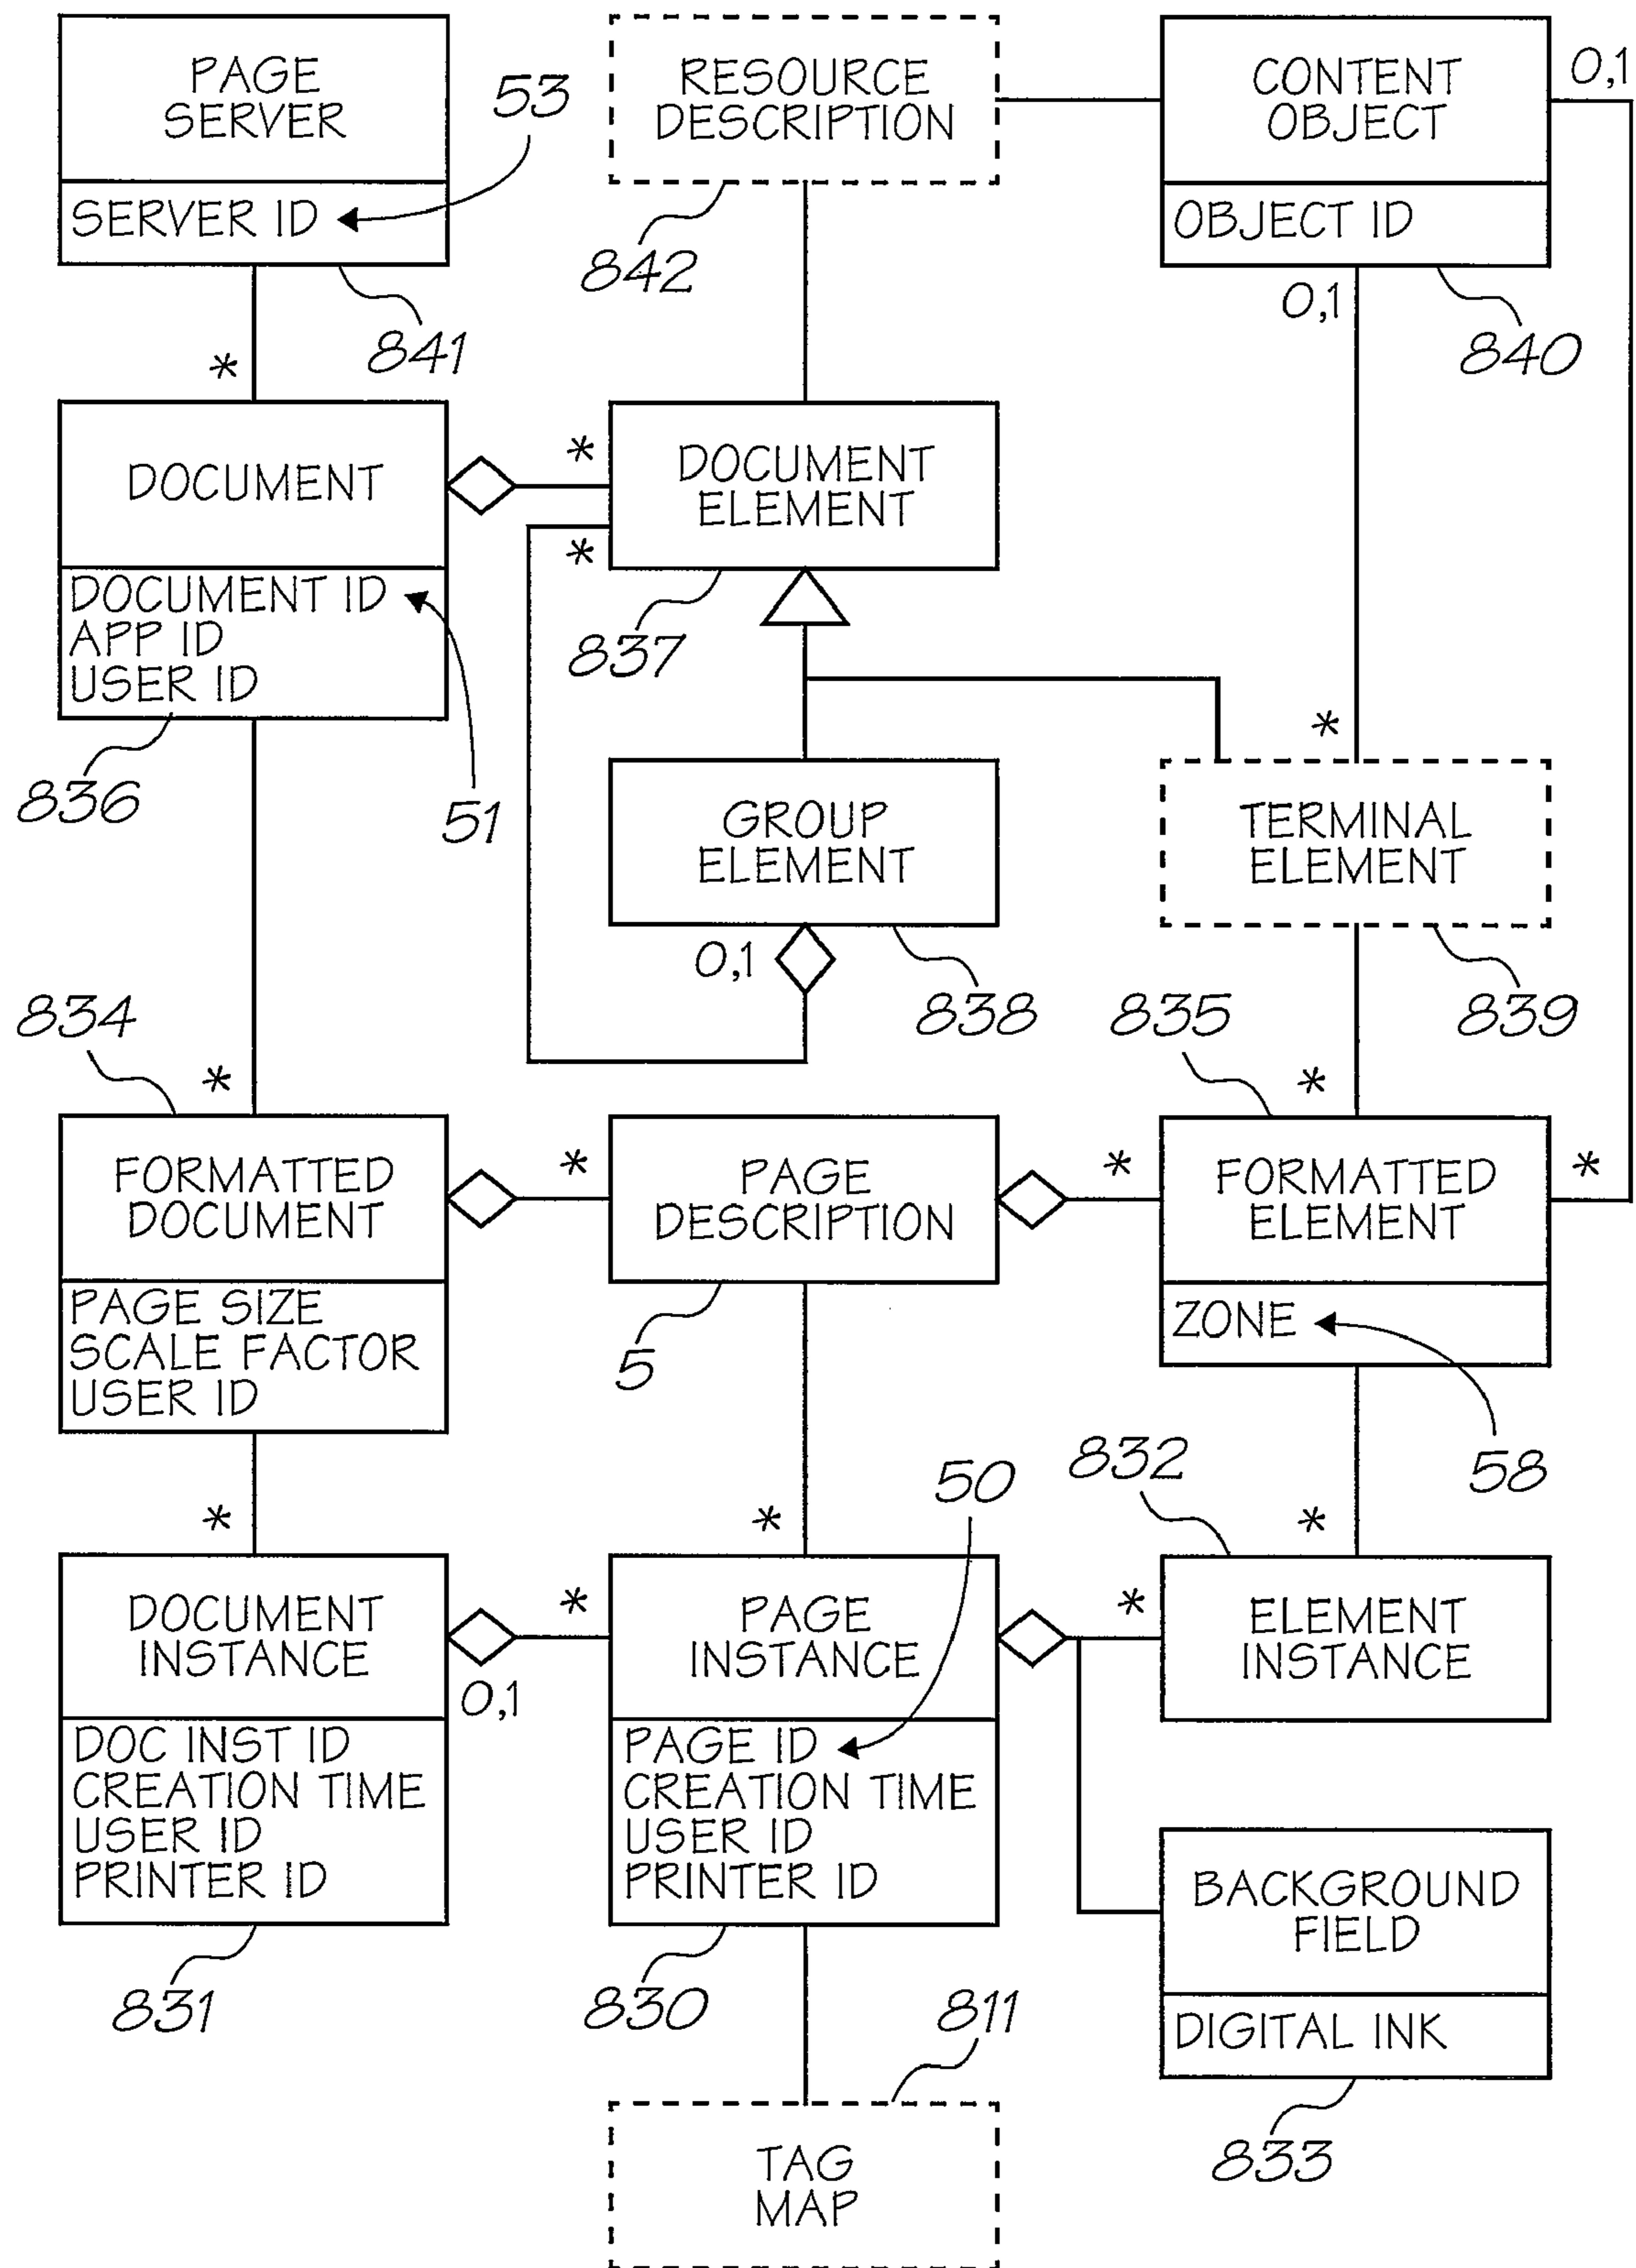 PAGE
SERVER
SERVER ID
53
841
RESOURCE
DESCRIPTION
842
CONTENT
OBJECT
OBJECT ID
0,1
0,1
840
*
DOCUMENT
DOCUMENT ID
APP ID
USER ID
836
51
*
*
DOCUMENT
ELEMENT
837
GROUP
ELEMENT
0,1
838
*
TERMINAL
ELEMENT
839
834
*
FORMATTED
DOCUMENT
PAGE SIZE
SCALE FACTOR
USER ID
*
PAGE
DESCRIPTION
5
835
*
*
*
FORMATTED
ELEMENT
ZONE
58
*
DOCUMENT
INSTANCE
DOC INST ID
CREATION TIME
USER ID
PRINTER ID
831
0,1
*
*
50
PAGE
INSTANCE
PAGE ID
CREATION TIME
USER ID
PRINTER ID
830
832
*
*
ELEMENT
INSTANCE
BACKGROUND
FIELD
DIGITAL INK
833
811
TAG
MAP